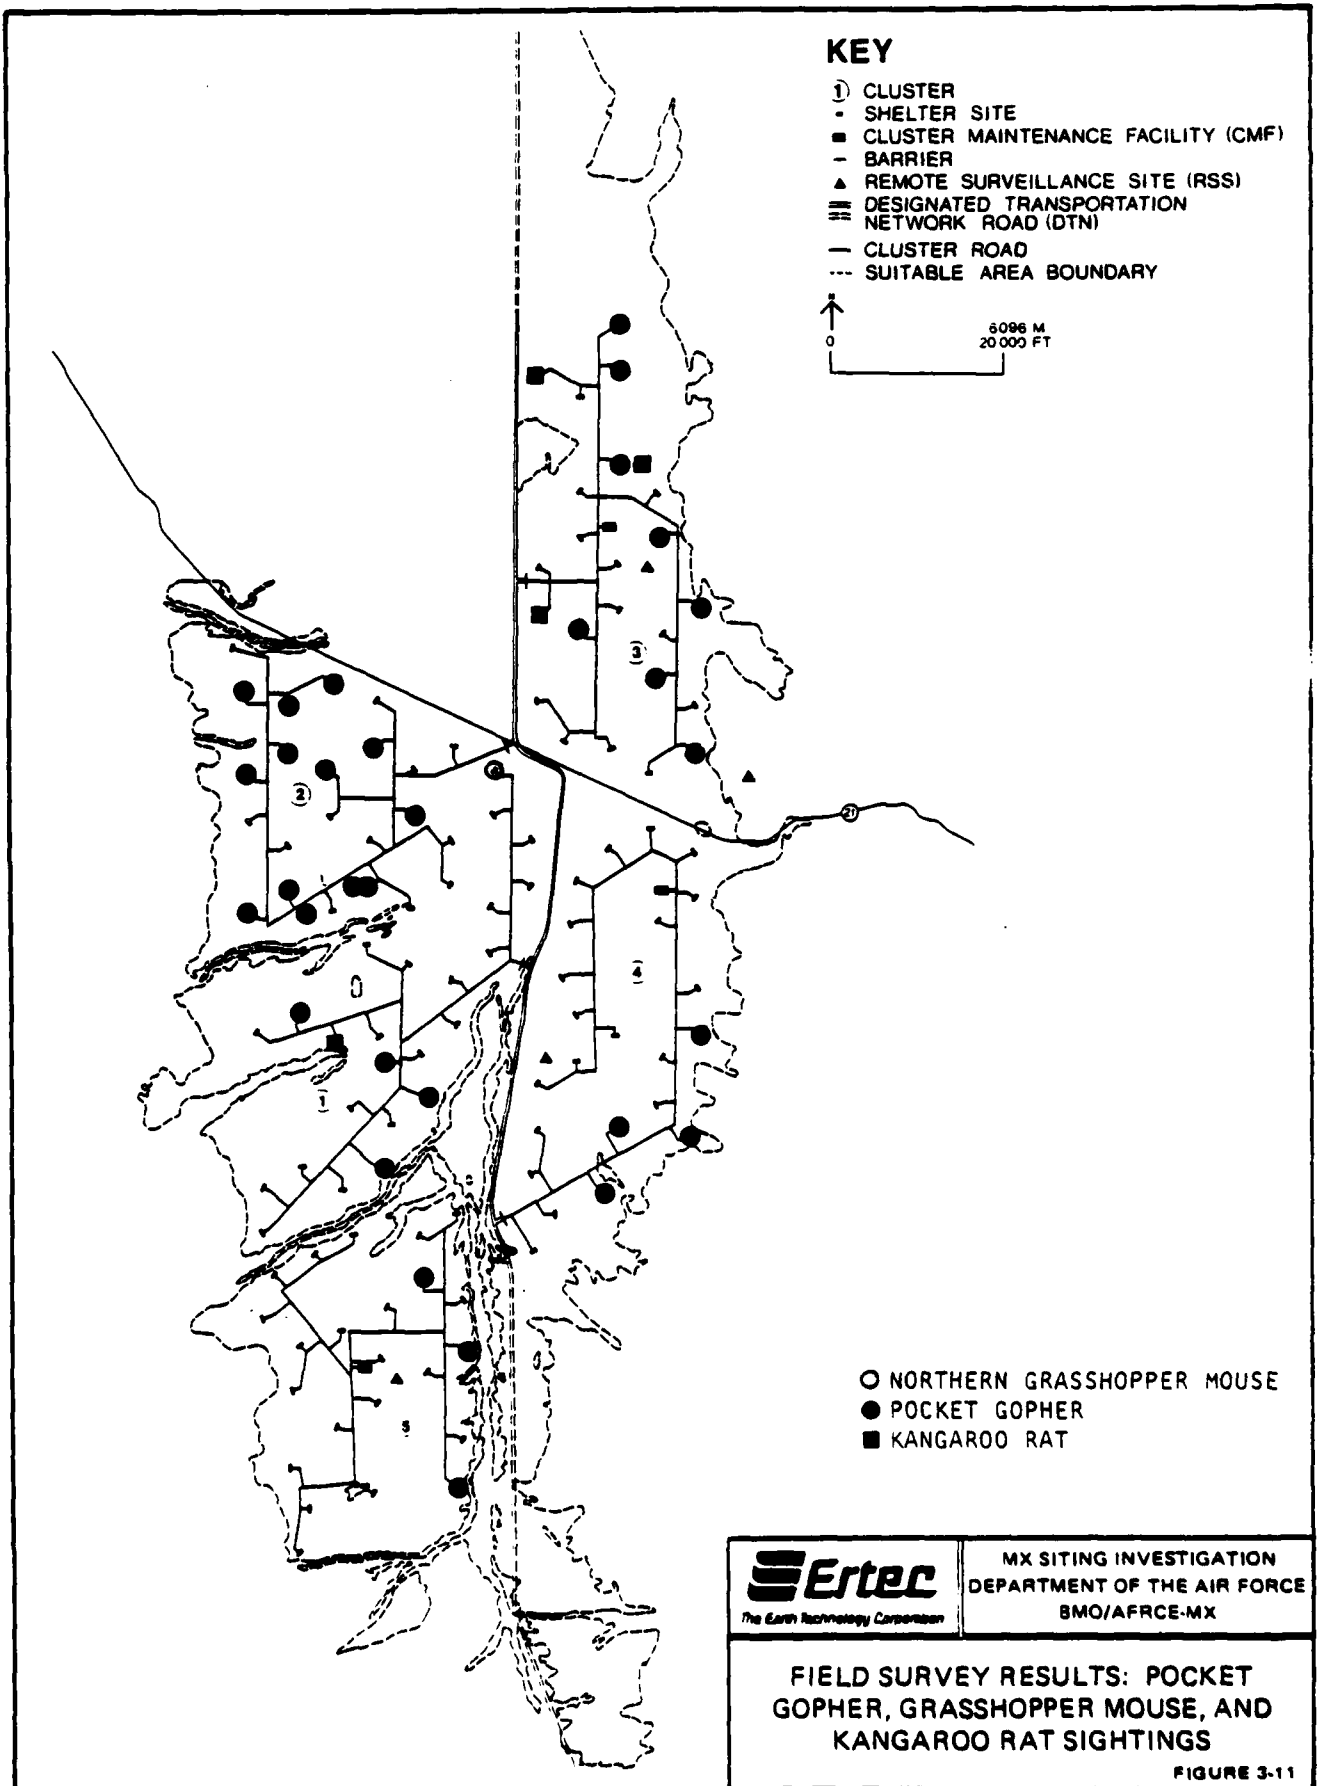 KEY
1 CLUSTER
SHELTER SITE
CLUSTER MAINTENANCE FACILITY (CMF)
BARRIER
REMOTE SURVEILLANCE SITE (RSS)
DESIGNATED TRANSPORTATION
NETWORK ROAD (DTN)
CLUSTER ROAD
SUITABLE AREA BOUNDARY
N
6096 M
0 20 000 FT
3
2
21
4
1
5
NORTHERN GRASSHOPPER MOUSE
POCKET GOPHER
KANGAROO RAT
Ertec
The Earth Technology Corporation
MX SITING INVESTIGATION
DEPARTMENT OF THE AIR FORCE
BMO/AFRCE-MX
FIELD SURVEY RESULTS: POCKET
GOPHER, GRASSHOPPER MOUSE, AND
KANGAROO RAT SIGHTINGS
FIGURE 3-11